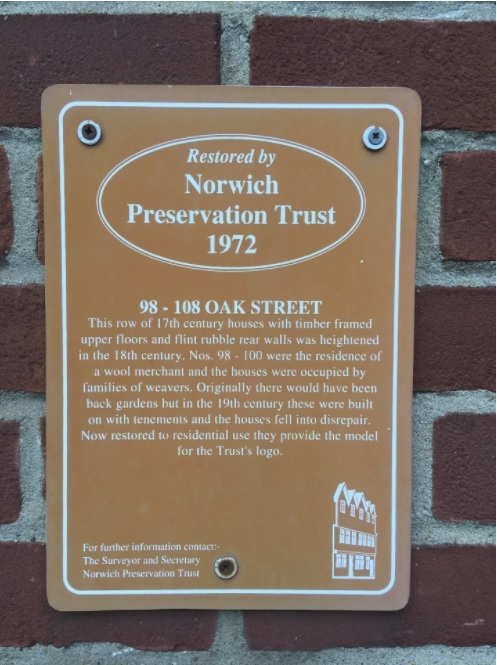 Restored by
Norwich
Preservation Trust
1972
98 - 108 OAK STREET
This row of 17th century houses with timber framed
upper floors and flint rubble rear walls was heightened
in the 18th century. Nos. 98 - 100 were the residence of
a wool merchant and the houses were occupied by
families of weavers. Originally there would have been
back gardens but in the 19th century these were built
on with tenements and the houses fell into disrepair.
Now restored to residential use they provide the model
for the Trust's logo.
For further information contact:-
The Surveyor and Secretary
Norwich Preservation Trust